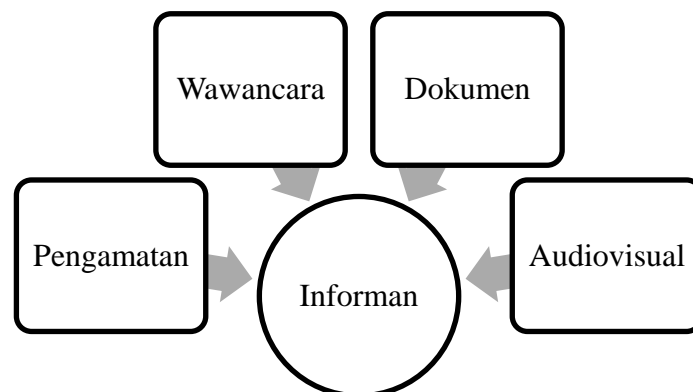 Wawancara
Dokumen
Pengamatan
Informan
Audiovisual